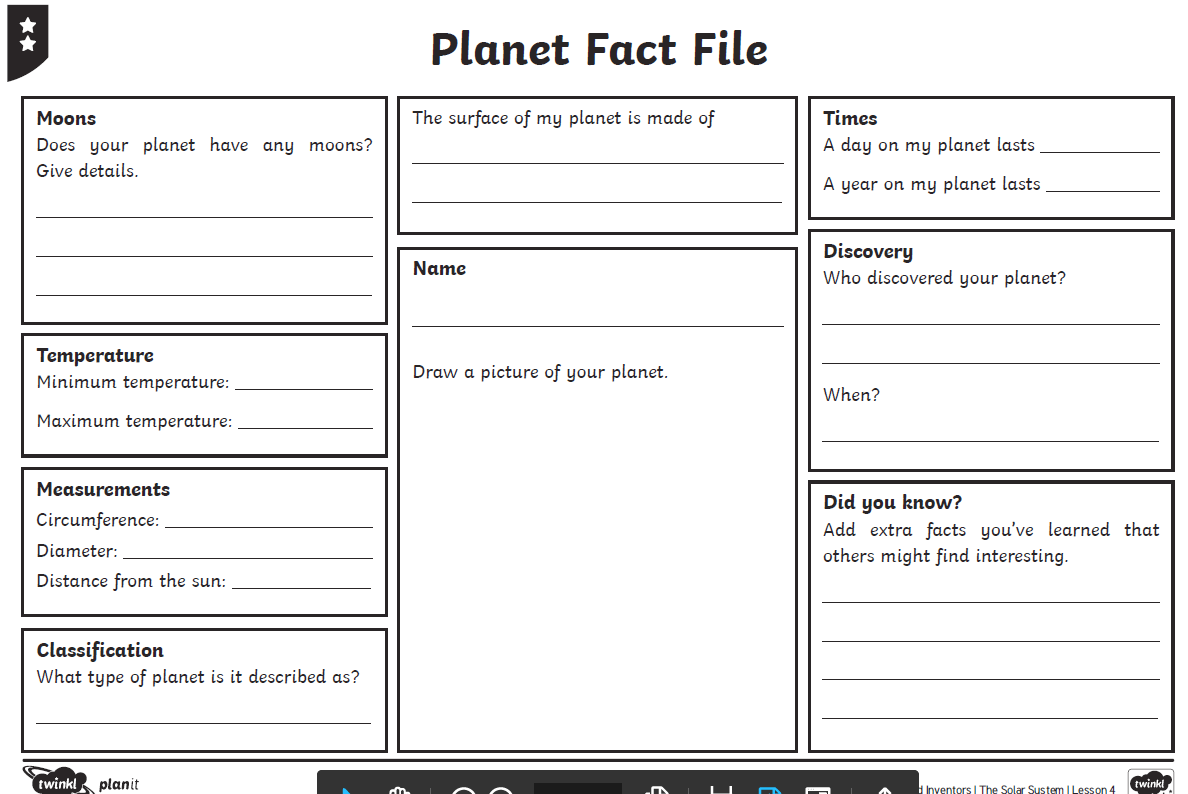 Planet Fact File
Moons
Does your planet have any moons?
Give details.
Temperature
Minimum temperature:
Maximum temperature:
Measurements
Circumference:
Diameter:
Distance from the sun:
Classification
What type of planet is it described as?
The surface of my planet is made of
Name
Draw a picture of your planet.
Times
A day on my planet lasts
A year on my planet lasts
Discovery
Who discovered your planet?
When?
Did you know?
Add extra facts you've learned that
others might find interesting.
twinkl planit
Inventors | The Solar System | Lesson 4
twinkl